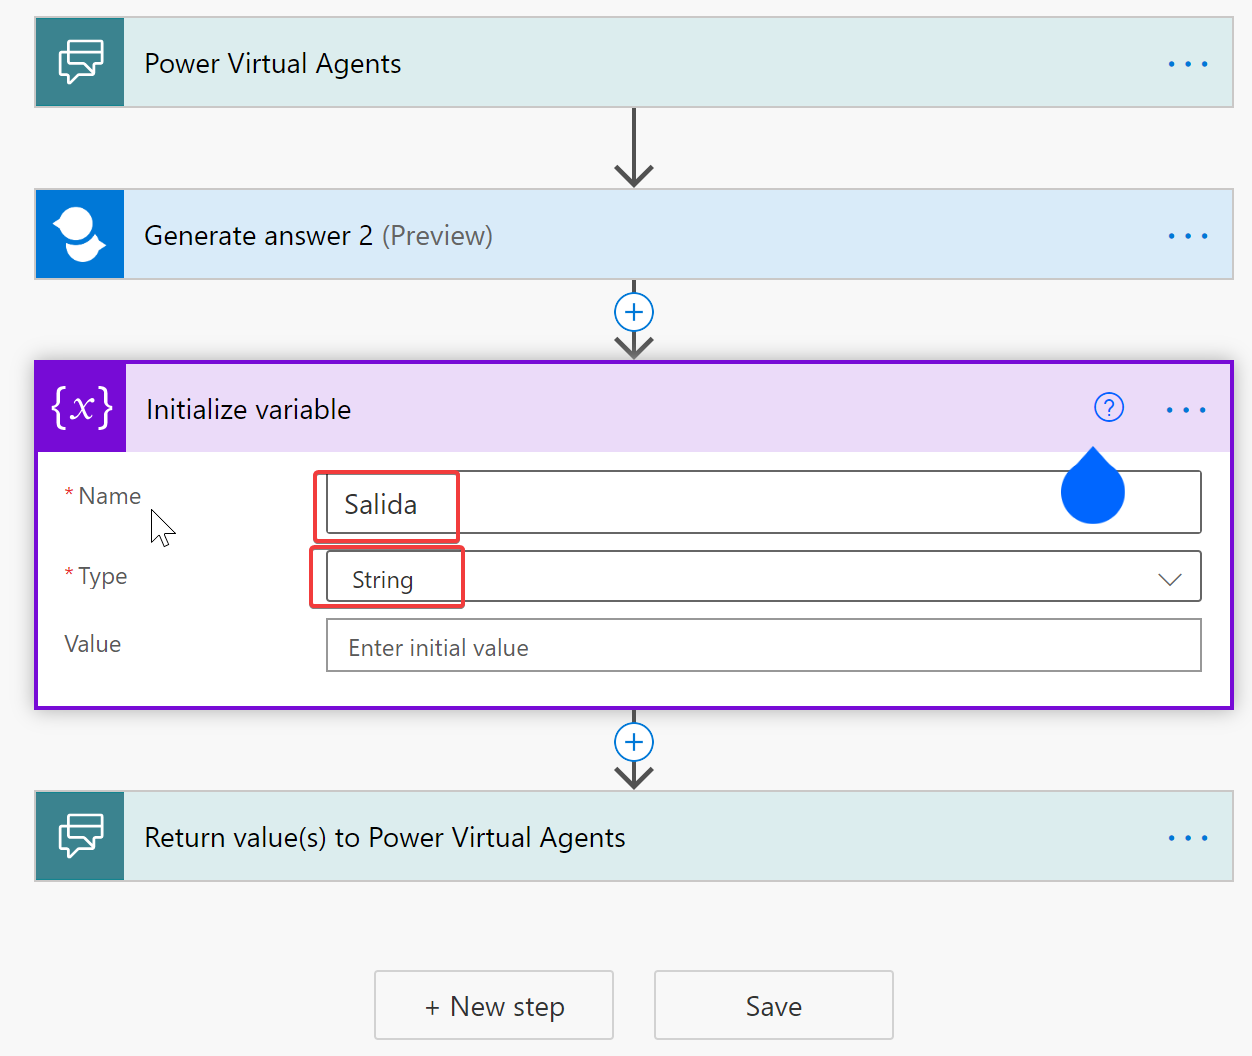 Power Virtual Agents
Generate answer 2 (Preview)
{x} Initialize variable ?
* Name Salida
* Type String
Value Enter initial value
Return value(s) to Power Virtual Agents
+ New step Save